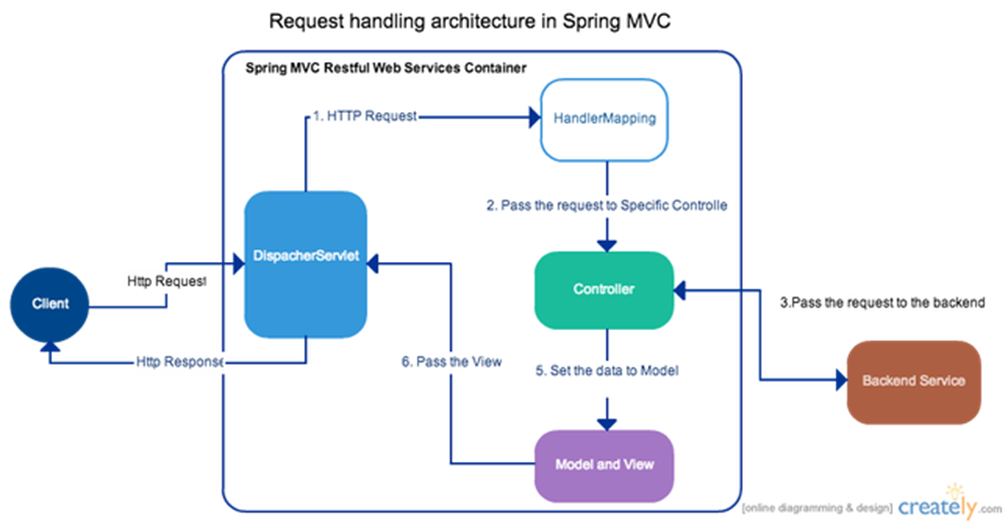 Request handling architecture in Spring MVC
Spring MVC Restful Web Services Container
1. HTTP Request
HandlerMapping
2. Pass the request to Specific Controlle
DispacherServlet
Http Request
Client
Controller
3.Pass the request to the backend
Http Response
6. Pass the View
5. Set the data to Model
Backend Service
Model and View
[online diagramming & design] creately.com